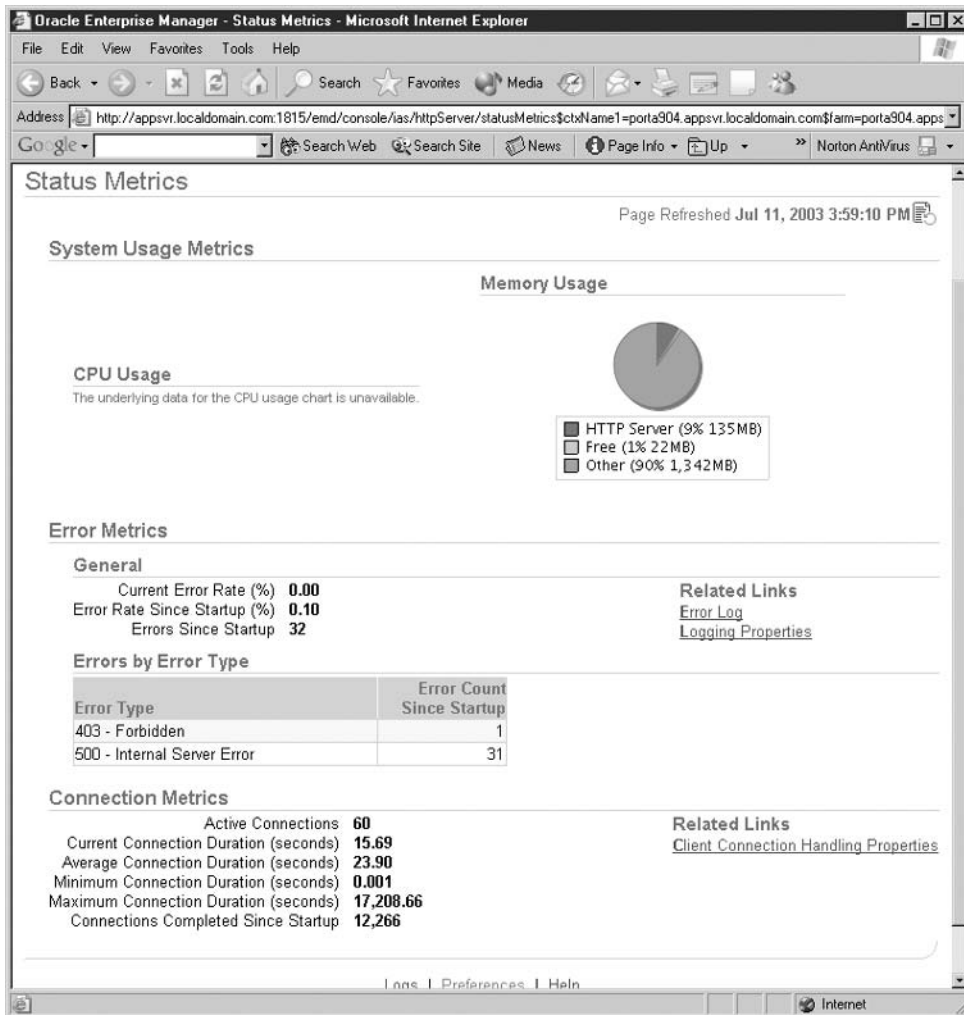 Oracle Enterprise Manager - Status Metrics - Microsoft Internet Explorer
File Edit View Favorites Tools Help
Back Search Favorites Media
Address http://appsvr.localdomain.com:1815/emd/console/ias/httpServer/statusMetrics$ctxName1=porta904.appsvr.localdomain.com$farm=porta904.apps
Google Search Web Search Site News Page Info Up » Norton AntiVirus
Status Metrics
Page Refreshed Jul 11, 2003 3:59:10 PM
System Usage Metrics
Memory Usage
CPU Usage
The underlying data for the CPU usage chart is unavailable.
HTTP Server (9% 135MB)
Free (1% 22MB)
Other (90% 1,342MB)
Error Metrics
General
Current Error Rate (%) 0.00
Error Rate Since Startup (%) 0.10
Errors Since Startup 32
Related Links
Error Log
Logging Properties
Errors by Error Type
Error Type Error Count Since Startup
403 - Forbidden 1
500 - Internal Server Error 31
Connection Metrics
Active Connections 60
Current Connection Duration (seconds) 15.69
Average Connection Duration (seconds) 23.90
Minimum Connection Duration (seconds) 0.001
Maximum Connection Duration (seconds) 17,208.66
Connections Completed Since Startup 12,266
Related Links
Client Connection Handling Properties
Logs | Preferences | Help
Internet